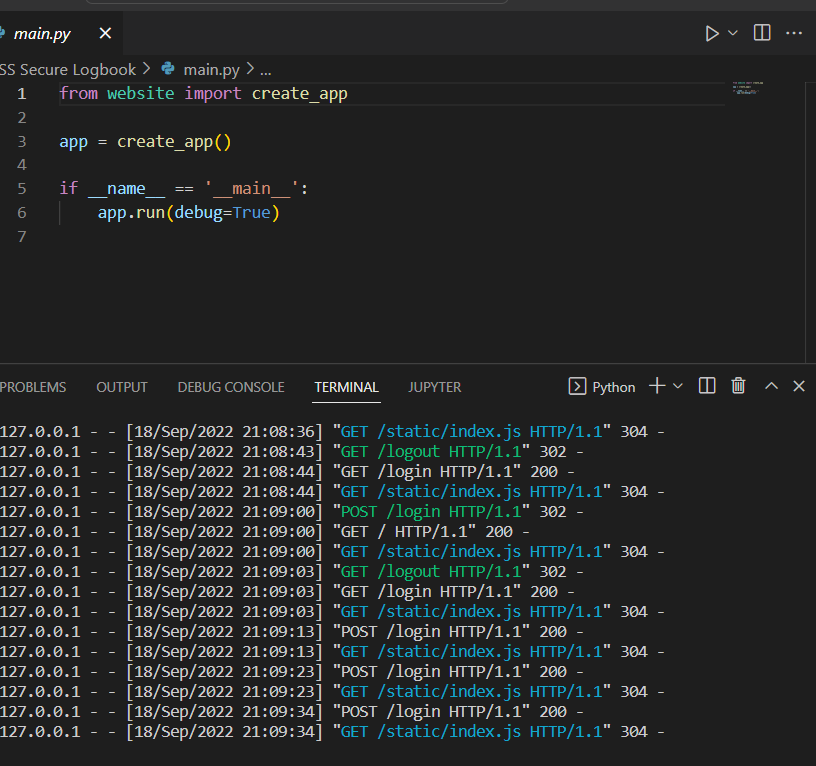 main.py
SS Secure Logbook > main.py > ...
1 from website import create_app
2
3 app = create_app()
4
5 if __name__ == '__main__':
6 app.run(debug=True)
7
PROBLEMS OUTPUT DEBUG CONSOLE TERMINAL JUPYTER Python
127.0.0.1 - - [18/Sep/2022 21:08:36] "GET /static/index.js HTTP/1.1" 304 -
127.0.0.1 - - [18/Sep/2022 21:08:43] "GET /logout HTTP/1.1" 302 -
127.0.0.1 - - [18/Sep/2022 21:08:44] "GET /login HTTP/1.1" 200 -
127.0.0.1 - - [18/Sep/2022 21:08:44] "GET /static/index.js HTTP/1.1" 304 -
127.0.0.1 - - [18/Sep/2022 21:09:00] "POST /login HTTP/1.1" 302 -
127.0.0.1 - - [18/Sep/2022 21:09:00] "GET / HTTP/1.1" 200 -
127.0.0.1 - - [18/Sep/2022 21:09:00] "GET /static/index.js HTTP/1.1" 304 -
127.0.0.1 - - [18/Sep/2022 21:09:03] "GET /logout HTTP/1.1" 302 -
127.0.0.1 - - [18/Sep/2022 21:09:03] "GET /login HTTP/1.1" 200 -
127.0.0.1 - - [18/Sep/2022 21:09:03] "GET /static/index.js HTTP/1.1" 304 -
127.0.0.1 - - [18/Sep/2022 21:09:13] "POST /login HTTP/1.1" 200 -
127.0.0.1 - - [18/Sep/2022 21:09:13] "GET /static/index.js HTTP/1.1" 304 -
127.0.0.1 - - [18/Sep/2022 21:09:23] "POST /login HTTP/1.1" 200 -
127.0.0.1 - - [18/Sep/2022 21:09:23] "GET /static/index.js HTTP/1.1" 304 -
127.0.0.1 - - [18/Sep/2022 21:09:34] "POST /login HTTP/1.1" 200 -
127.0.0.1 - - [18/Sep/2022 21:09:34] "GET /static/index.js HTTP/1.1" 304 -